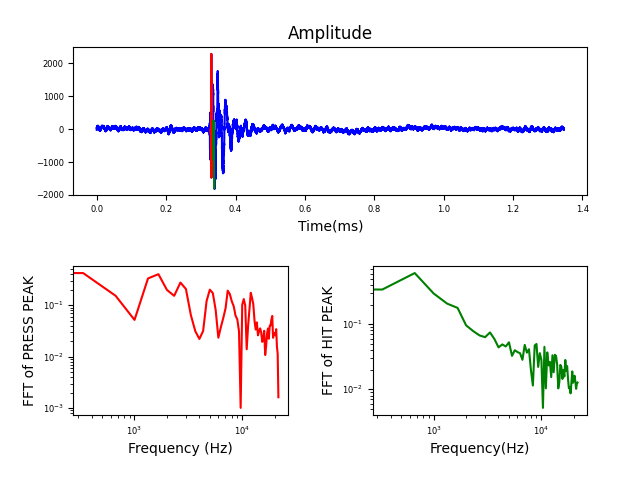 Amplitude
2000
1000
0
−1000
−2000
0.0 0.2 0.4 0.6 0.8 1.0 1.2 1.4
Time(ms)
FFT of PRESS PEAK
10⁻¹
10⁻²
10⁻³
10³ 10⁴
Frequency (Hz)
FFT of HIT PEAK
10⁻¹
10⁻²
10³ 10⁴
Frequency(Hz)